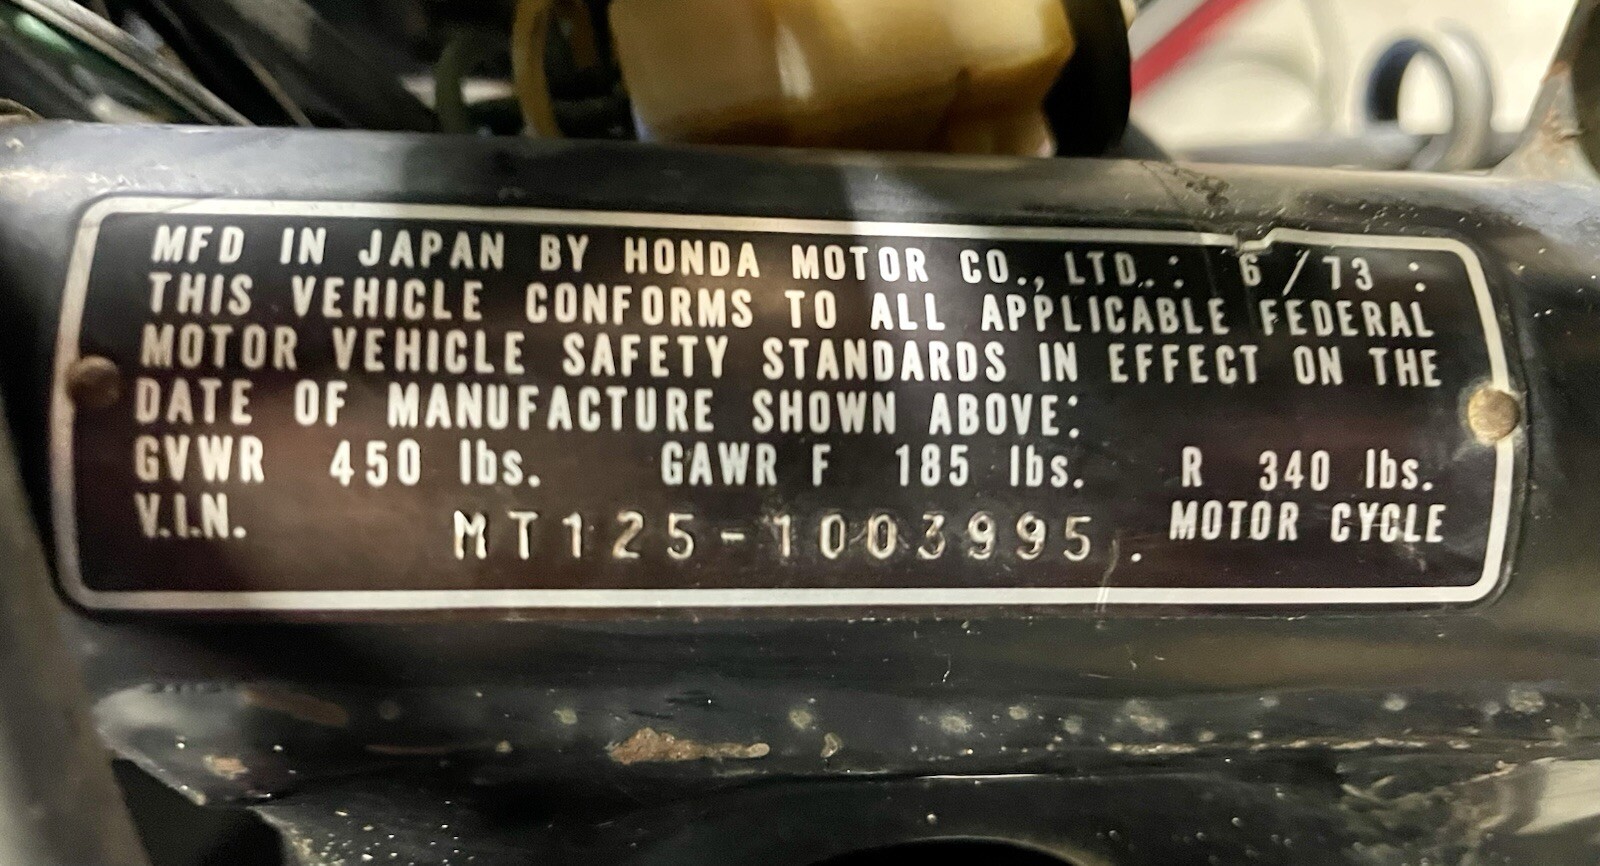 MFD IN JAPAN BY HONDA MOTOR CO., LTD.: 6/73 :
THIS VEHICLE CONFORMS TO ALL APPLICABLE FEDERAL
MOTOR VEHICLE SAFETY STANDARDS IN EFFECT ON THE
DATE OF MANUFACTURE SHOWN ABOVE:
GVWR 450 lbs. GAWR F 185 lbs. R 340 lbs.
V.I.N. MT125-1003995. MOTOR CYCLE